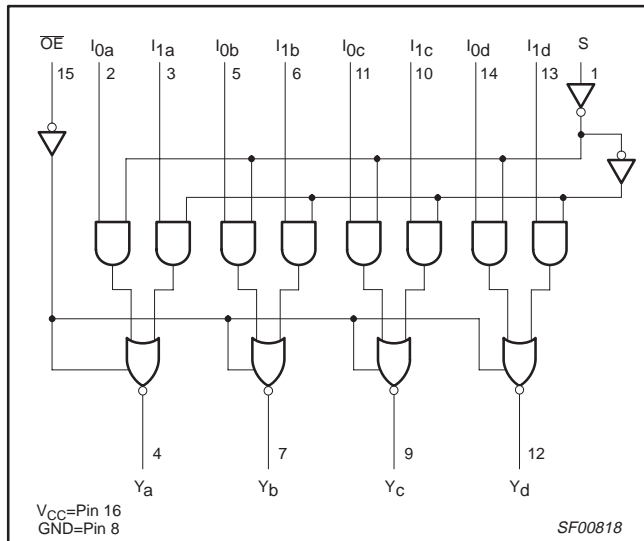 OE I0a I1a I0b I1b I0c I1c I0d I1d S
15 2 3 5 6 11 10 14 13 1
4 7 9 12
Ya Yb Yc Yd
VCC=Pin 16
GND=Pin 8
SF00818